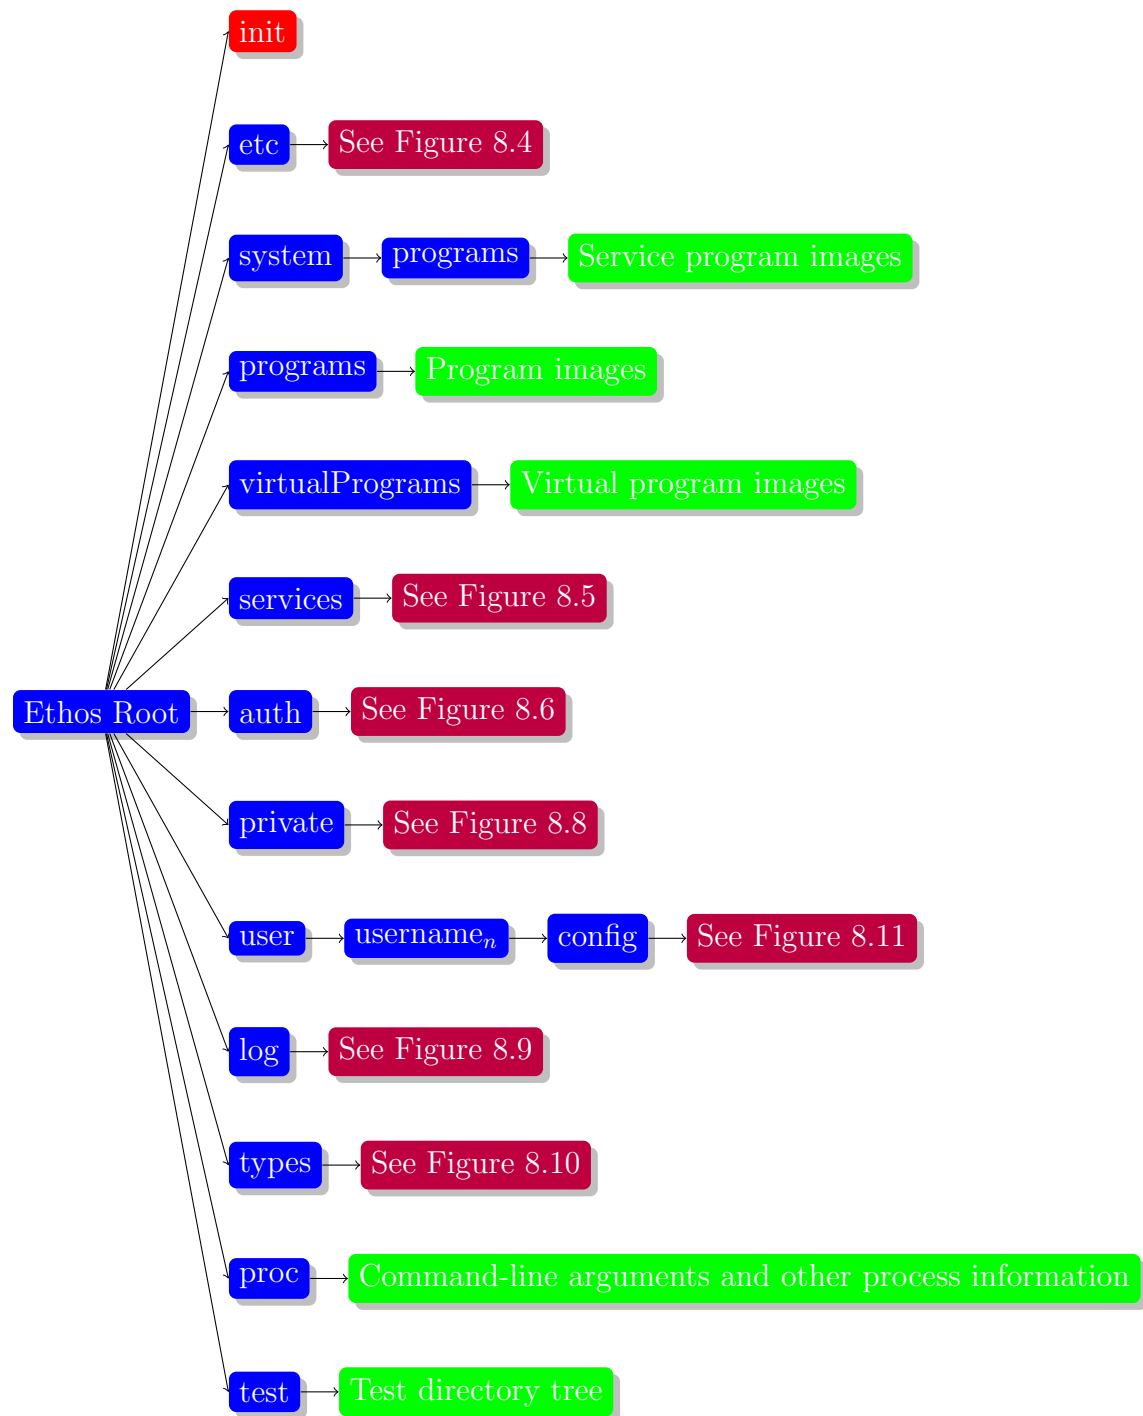 init
etc
See Figure 8.4
system
programs
Service program images
programs
Program images
virtualPrograms
Virtual program images
services
See Figure 8.5
Ethos Root
auth
See Figure 8.6
private
See Figure 8.8
user
usernameₙ
config
See Figure 8.11
log
See Figure 8.9
types
See Figure 8.10
proc
Command-line arguments and other process information
test
Test directory tree